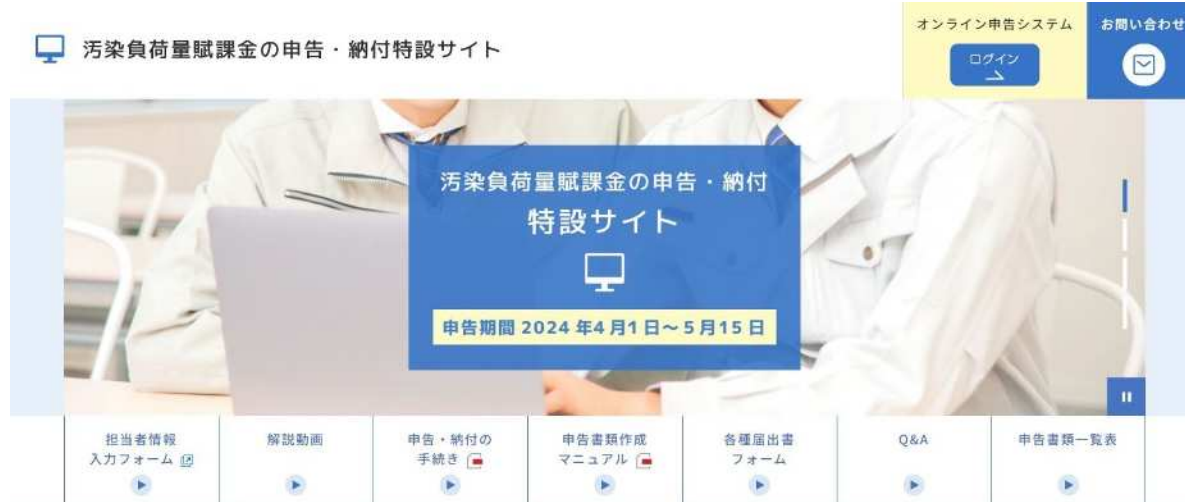 汚染負荷量賦課金の申告・納付特設サイト
オンライン申告システム
ログイン
お問い合わせ
汚染負荷量賦課金の申告・納付
特設サイト
申告期間 2024年4月1日～5月15日
担当者情報
入力フォーム
解説動画
申告・納付の
手続き
申告書類作成
マニュアル
各種届出書
フォーム
Q&A
申告書類一覧表